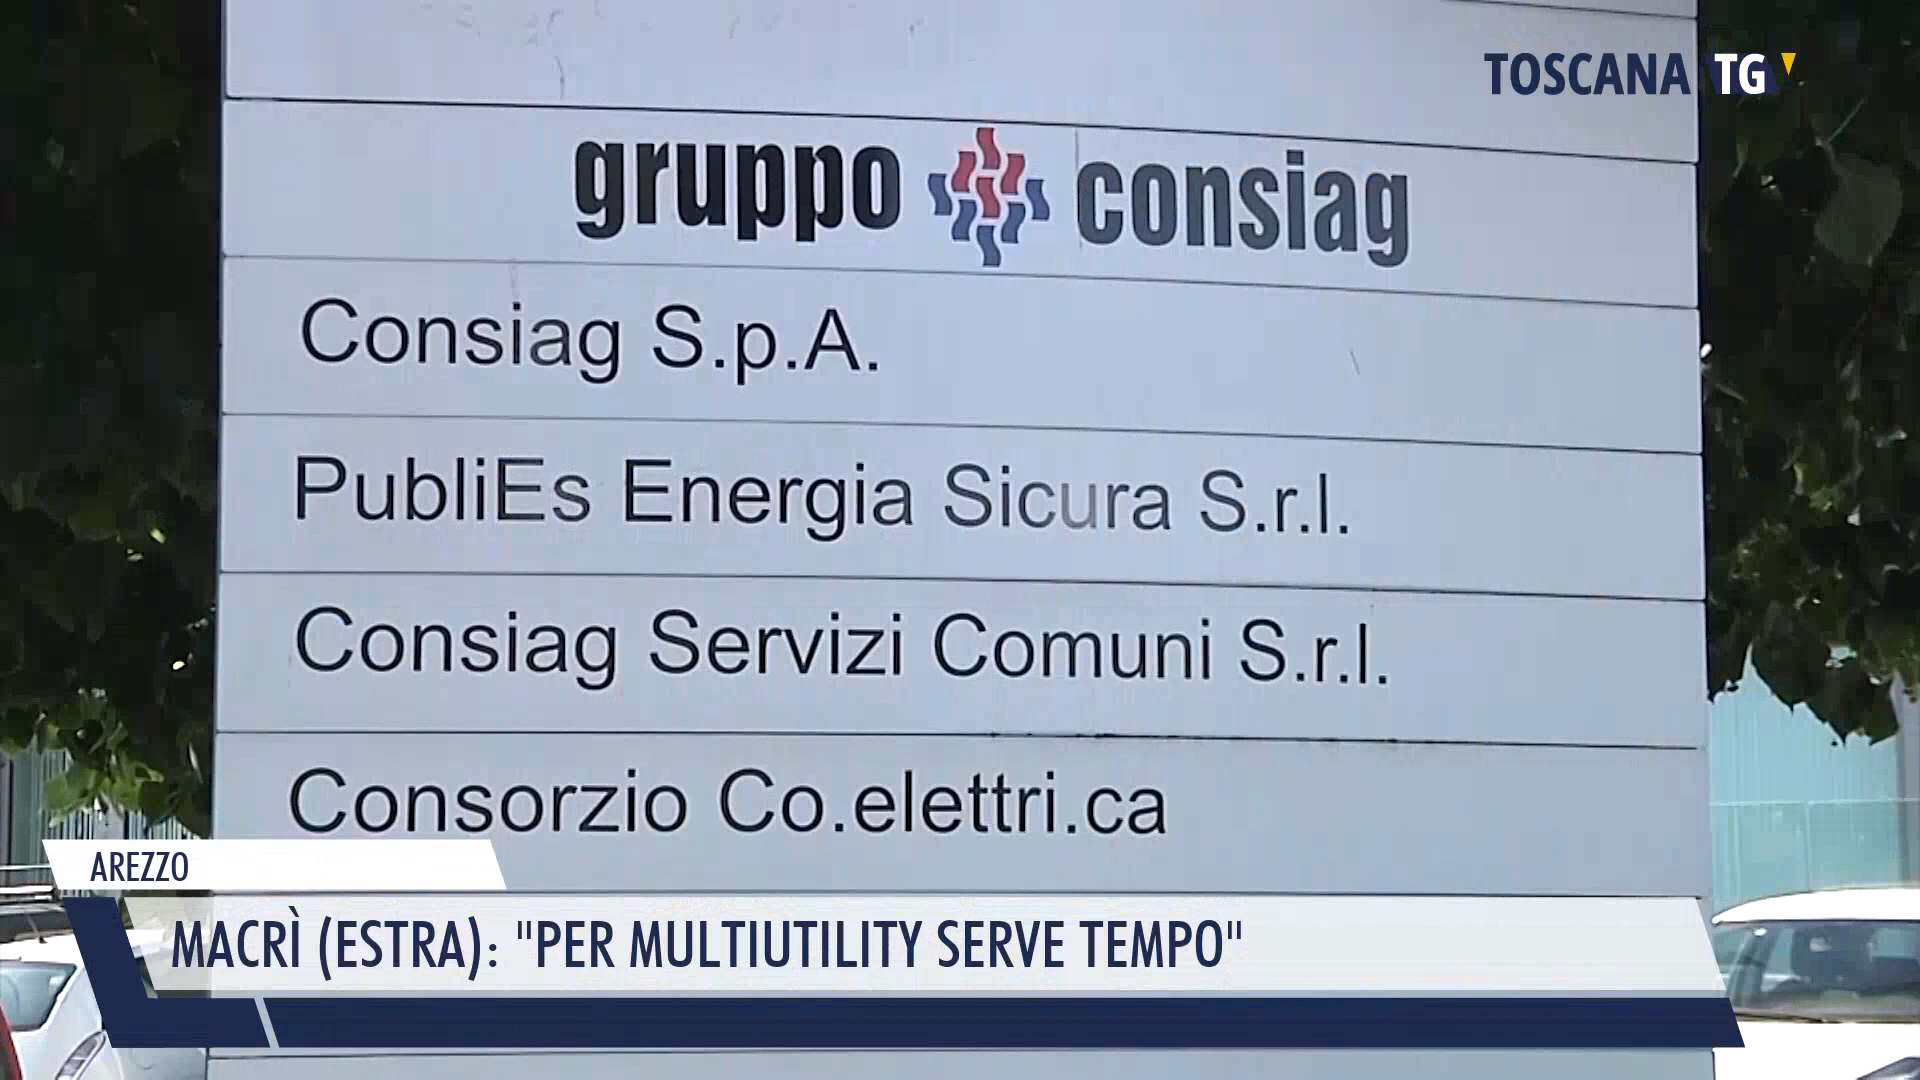 TOSCANA TG
gruppo consiag
Consiag S.p.A.
PubliEs Energia Sicura S.r.l.
Consiag Servizi Comuni S.r.l.
Consorzio Co.elettri.ca
AREZZO
MACRÌ (ESTRA): "PER MULTIUTILITY SERVE TEMPO"